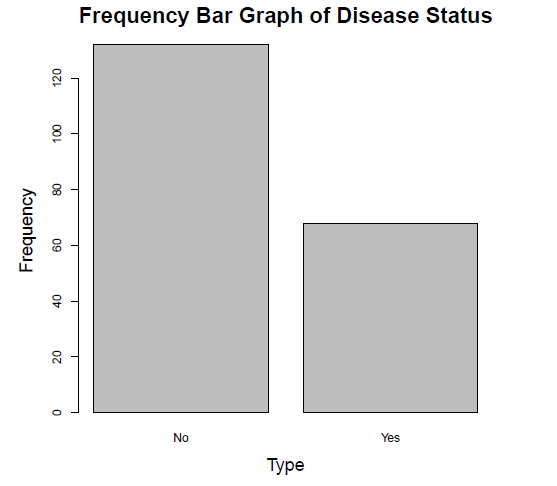 Frequency Bar Graph of Disease Status
Frequency
120
100
80
60
40
20
0
No Yes
Type